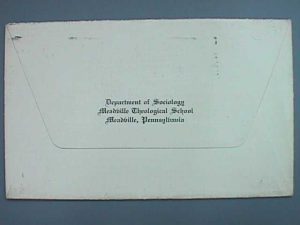 Department of Sociology
Meadville Theological School
Meadville, Pennsylvania